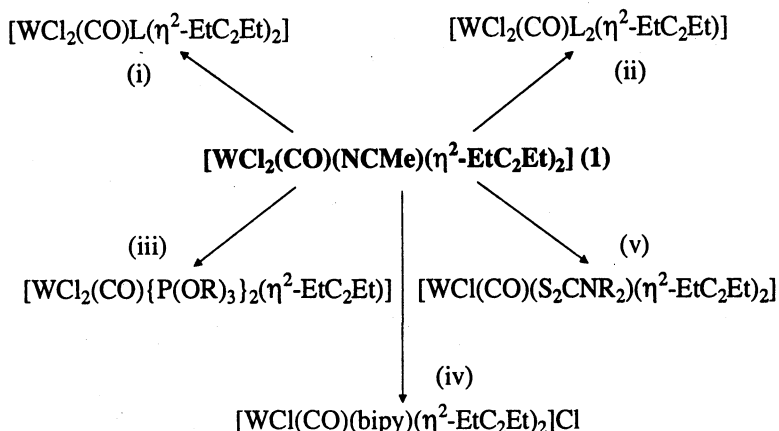 [WCl₂(CO)L(η²-EtC₂Et)₂]
[WCl₂(CO)L₂(η²-EtC₂Et)]
(i)
(ii)
[WCl₂(CO)(NCMe)(η²-EtC₂Et)₂] (1)
(iii)
(v)
[WCl₂(CO){P(OR)₃}₂(η²-EtC₂Et)]
[WCl(CO)(S₂CNR₂)(η²-EtC₂Et)₂]
(iv)
[WCl(CO)(bipy)(η²-EtC₂Et)₂]Cl